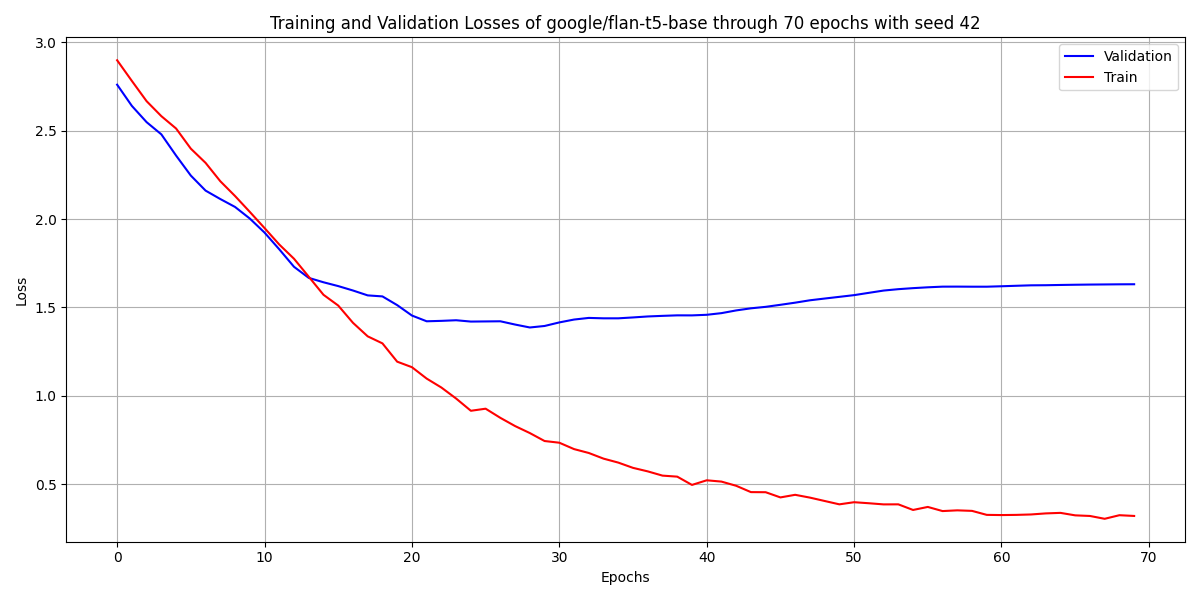 Training and Validation Losses of google/flan-t5-base through 70 epochs with seed 42
3.0
2.5
2.0
1.5
1.0
0.5
Loss
Validation
Train
0 10 20 30 40 50 60 70
Epochs